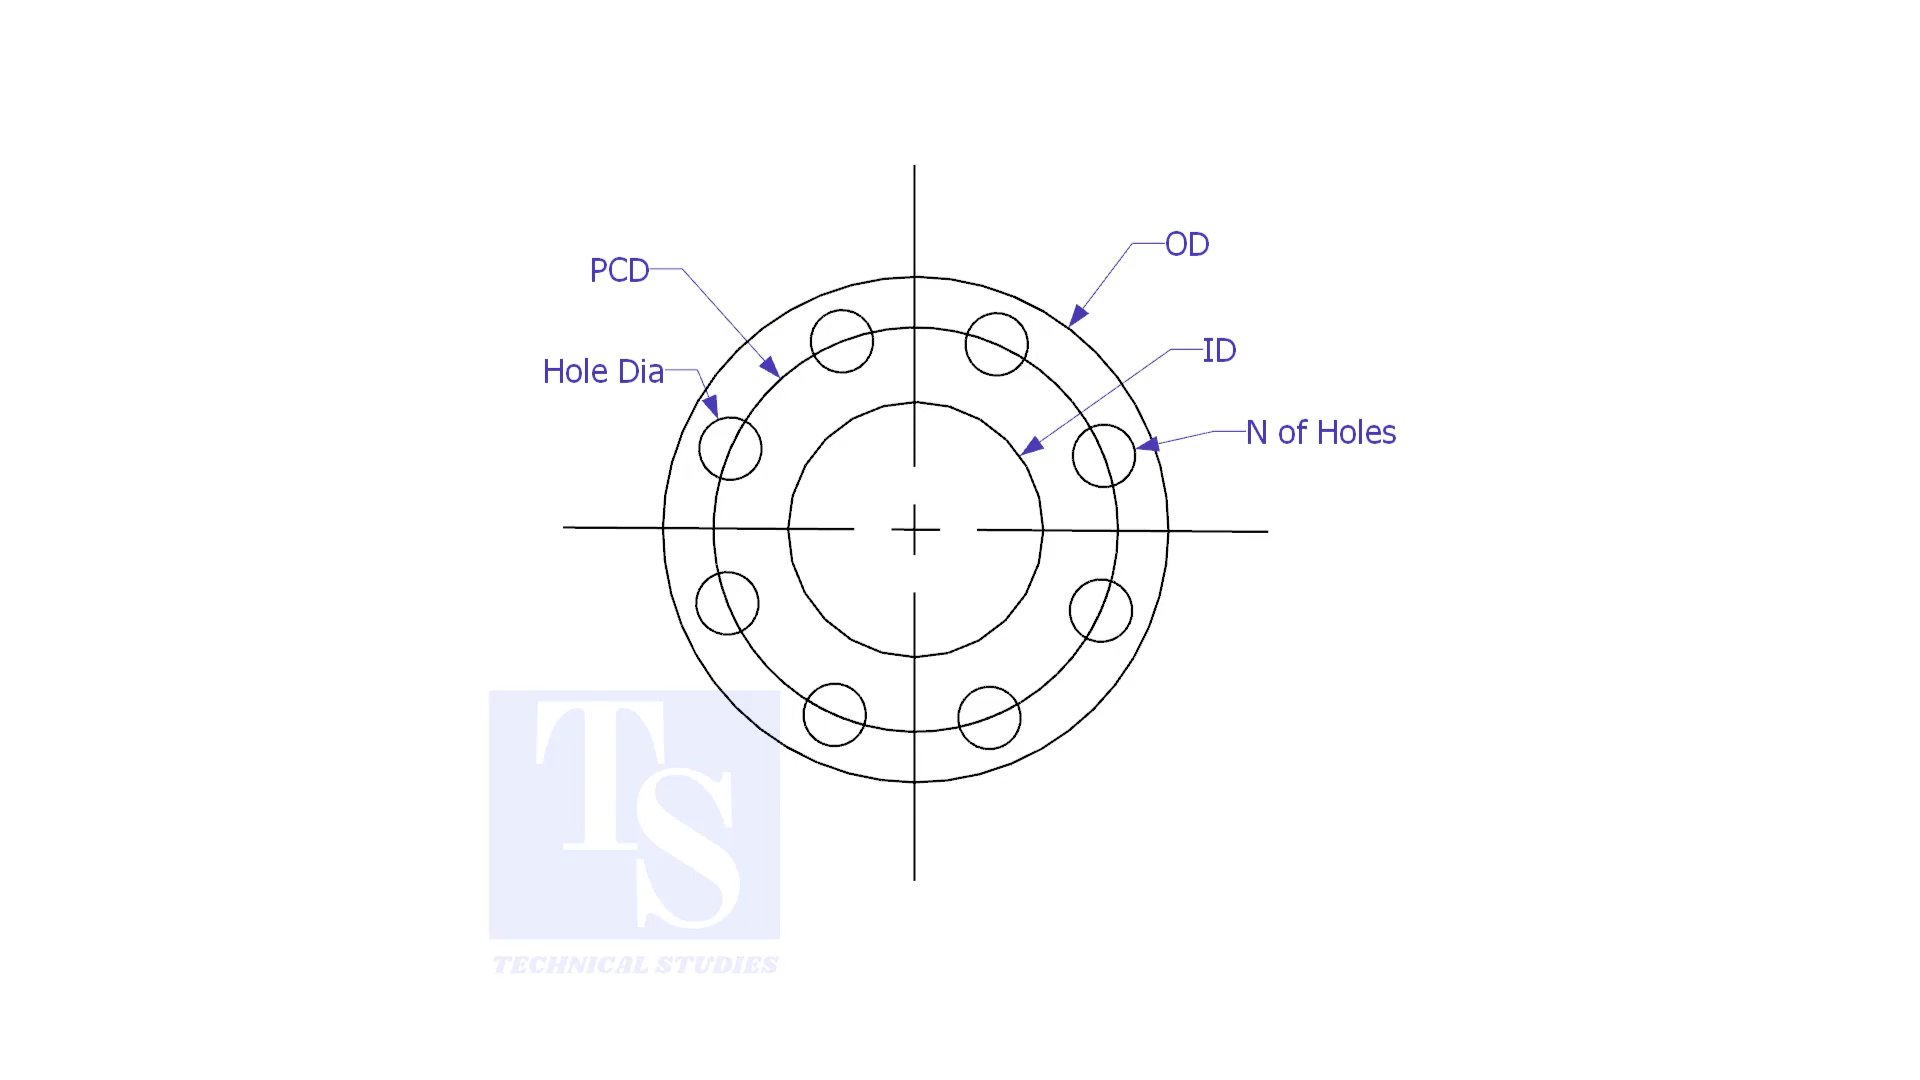 OD
PCD
ID
Hole Dia
N of Holes
TS
TECHNICAL STUDIES